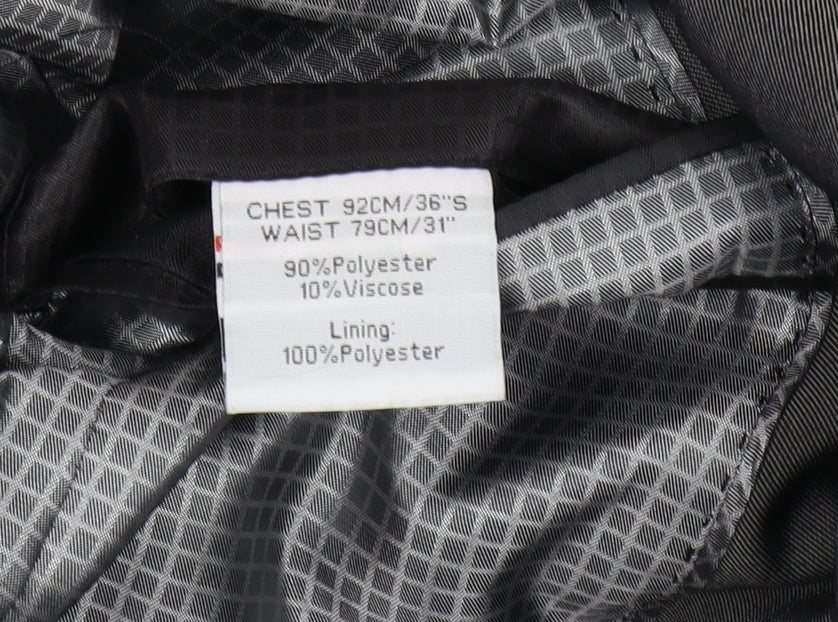 CHEST 92CM/36"S
WAIST 79CM/31"
90%Polyester
10%Viscose
Lining:
100%Polyester